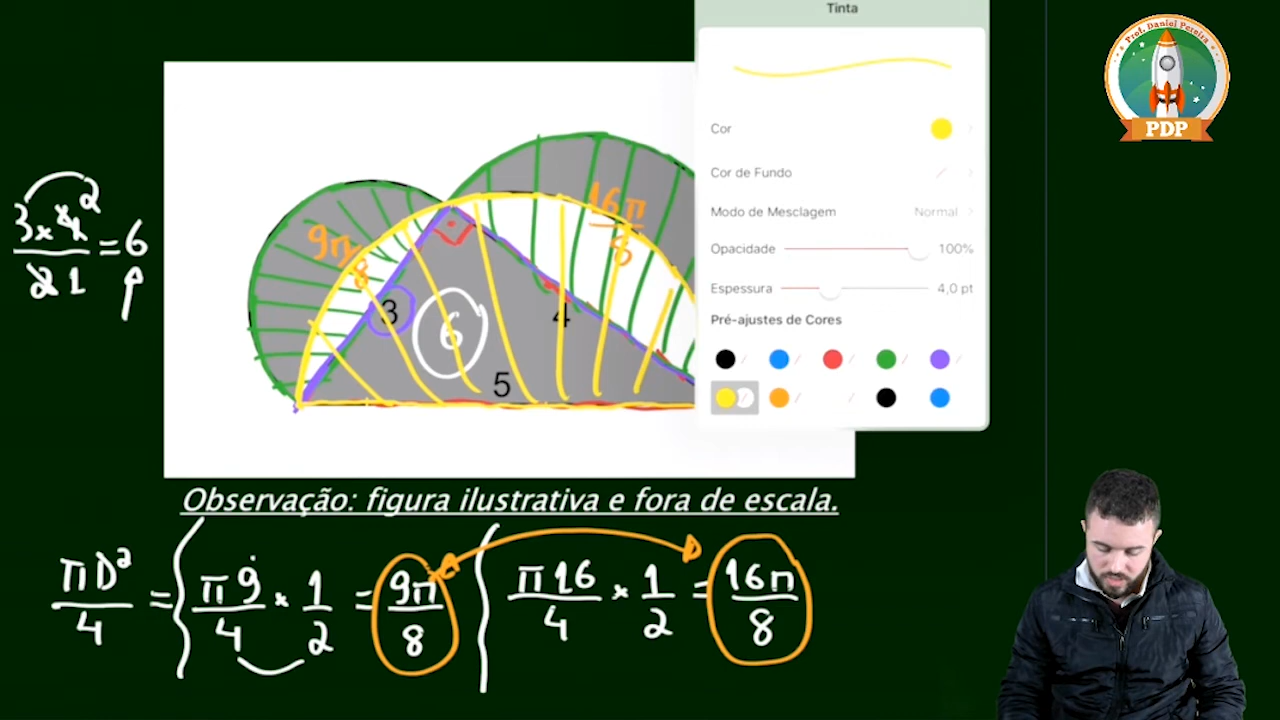 Tinta
Prof. Daniel Pereira
PDP
Cor
Cor de Fundo
Modo de Mesclagem Normal
Opacidade 100%
Espessura 4,0 pt
Pré-ajustes de Cores
3 x 4 2
2 1
= 6
9π
8
16π
8
3
6
4
5
Observação: figura ilustrativa e fora de escala.
πD²/4 = π9/4 × 1/2 = 9π/8
π16/4 × 1/2 = 16π/8